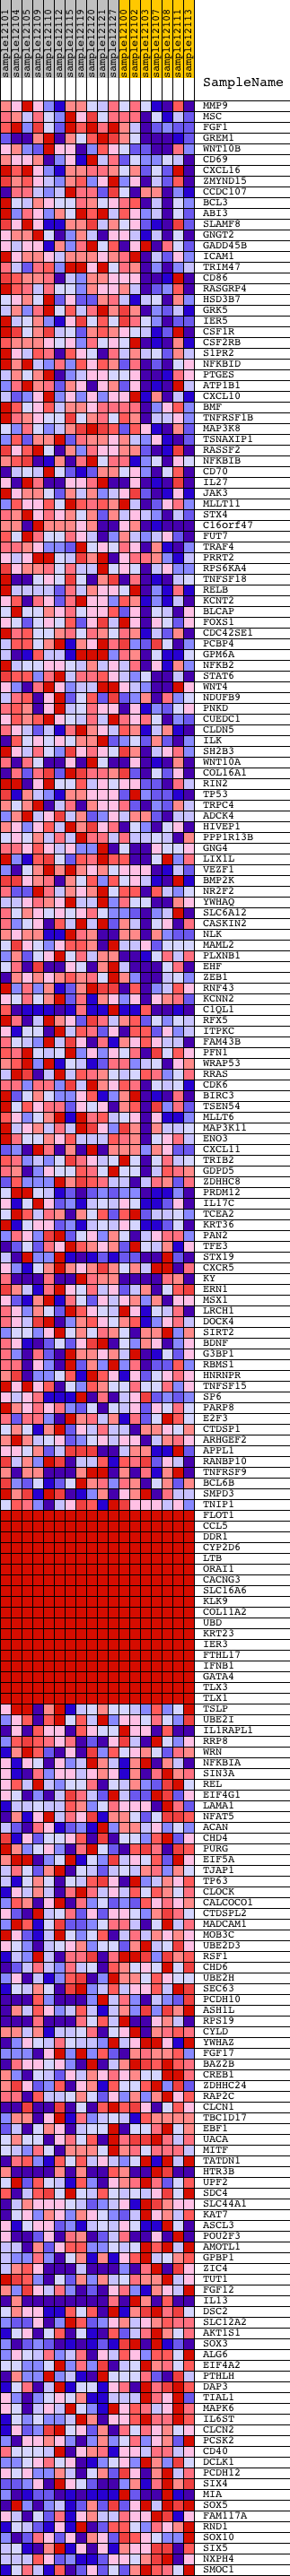 sample12101
sample12104
sample12105
sample12109
sample12110
sample12112
sample12115
sample12119
sample12120
sample12122
sample12127
sample12100
sample12102
sample12103
sample12107
sample12108
sample12111
sample12113
SampleName
MMP9
MSC
FGF1
GREM1
WNT10B
CD69
CXCL16
ZMYND15
CCDC107
BCL3
ABI3
SLAMF8
GNGT2
GADD45B
ICAM1
TRIM47
CD86
RASGRP4
HSD3B7
GRK5
IER5
CSF1R
CSF2RB
S1PR2
NFKBID
PTGES
ATP1B1
CXCL10
BMF
TNFRSF1B
MAP3K8
TSNAXIP1
RASSF2
NFKBIB
CD70
IL27
JAK3
MLLT11
STX4
C16orf47
FUT7
TRAF4
PRRT2
RPS6KA4
TNFSF18
RELB
KCNT2
BLCAP
FOXS1
CDC42SE1
PCBP4
GPM6A
NFKB2
STAT6
WNT4
NDUFB9
PNKD
CUEDC1
CLDN5
ILK
SH2B3
WNT10A
COL16A1
RIN2
TP53
TRPC4
ADCK4
HIVEP1
PPP1R13B
GNG4
LIX1L
VEZF1
BMP2K
NR2F2
YWHAQ
SLC6A12
CASKIN2
NLK
MAML2
PLXNB1
EHF
ZEB1
RNF43
KCNN2
C1QL1
RFX5
ITPKC
FAM43B
PFN1
WRAP53
RRAS
CDK6
BIRC3
TSEN54
MLLT6
MAP3K11
ENO3
CXCL11
TRIB2
GDPD5
ZDHHC8
PRDM12
IL17C
TCEA2
KRT36
PAN2
TFE3
STX19
CXCR5
KY
ERN1
MSX1
LRCH1
DOCK4
SIRT2
BDNF
G3BP1
RBMS1
HNRNPR
TNFSF15
SP6
PARP8
E2F3
CTDSP1
ARHGEF2
APPL1
RANBP10
TNFRSF9
BCL6B
SMPD3
TNIP1
FLOT1
CCL5
DDR1
CYP2D6
LTB
ORAI1
CACNG3
SLC16A6
KLK9
COL11A2
UBD
KRT23
IER3
FTHL17
IFNB1
GATA4
TLX3
TLX1
TSLP
UBE2I
IL1RAPL1
RRP8
WRN
NFKBIA
SIN3A
REL
EIF4G1
LAMA1
NFAT5
ACAN
CHD4
PURG
EIF5A
TJAP1
TP63
CLOCK
CALCOCO1
CTDSPL2
MADCAM1
MOB3C
UBE2D3
RSF1
CHD6
UBE2H
SEC63
PCDH10
ASH1L
RPS19
CYLD
YWHAZ
FGF17
BAZ2B
CREB1
ZDHHC24
RAP2C
CLCN1
TBC1D17
EBF1
UACA
MITF
TATDN1
HTR3B
UPF2
SDC4
SLC44A1
KAT7
ASCL3
POU2F3
AMOTL1
GPBP1
ZIC4
TUT1
FGF12
IL13
DSC2
SLC12A2
AKT1S1
SOX3
ALG6
EIF4A2
PTHLH
DAP3
TIAL1
MAPK6
IL6ST
CLCN2
PCSK2
CD40
DCLK1
PCDH12
SIX4
MIA
SOX5
FAM117A
RND1
SOX10
SIX5
NXPH4
SMOC1